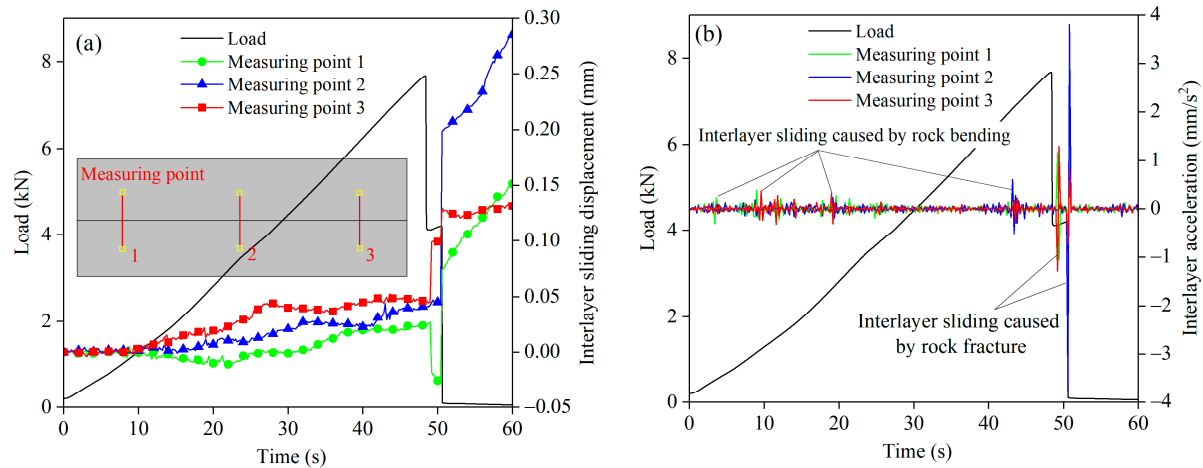 (a)
Load
Measuring point 1
Measuring point 2
Measuring point 3
Measuring point
1
2
3
Load (kN)
0
2
4
6
8
Interlayer sliding displacement (mm)
0.30
0.25
0.20
0.15
0.10
0.05
0.00
−0.05
0
10
20
30
40
50
60
Time (s)
(b)
Load
Measuring point 1
Measuring point 2
Measuring point 3
Interlayer sliding caused by rock bending
Interlayer sliding caused
by rock fracture
Load (kN)
0
2
4
6
8
Interlayer acceleration (mm/s²)
4
3
2
1
0
−1
−2
−3
−4
0
10
20
30
40
50
60
Time (s)